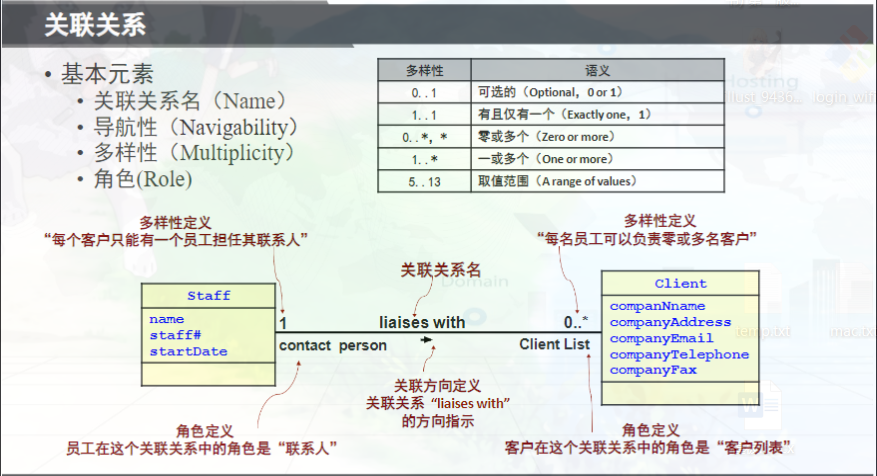 关联关系
• 基本元素
• 关联关系名（Name）
• 导航性（Navigability）
• 多样性（Multiplicity）
• 角色(Role)
多样性 语义
0..1 可选的（Optional，0 or 1）
1..1 有且仅有一个（Exactly one，1）
0..*, * 零或多个（Zero or more）
1..* 一或多个（One or more）
5..13 取值范围（A range of values）
多样性定义
“每个客户只能有一个员工担任其联系人”
多样性定义
“每名员工可以负责零或多名客户”
关联关系名
Staff
name
staff#
startDate
1
liaises with
0..*
contact person
Client List
Client
companNname
companyAddress
companyEmail
companyTelephone
companyFax
关联方向定义
关联关系“liaises with”
的方向指示
角色定义
员工在这个关联关系中的角色是“联系人”
角色定义
客户在这个关联关系中的角色是“客户列表”
Hosting
Domain
temp.txt
mac.tx